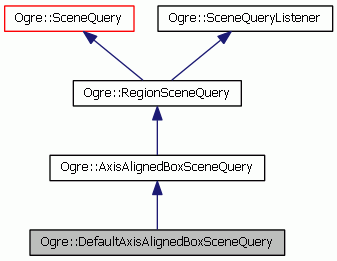 Ogre::SceneQuery
Ogre::SceneQueryListener
Ogre::RegionSceneQuery
Ogre::AxisAlignedBoxSceneQuery
Ogre::DefaultAxisAlignedBoxSceneQuery